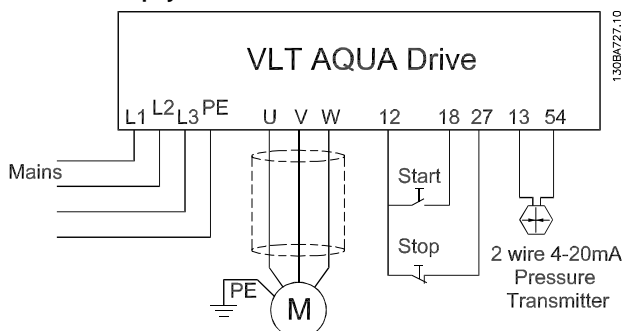 130BA727.10
VLT AQUA Drive
L1 L2 L3 PE U V W 12 18 27 13 54
Mains
Start
Stop
2 wire 4-20mA
Pressure
Transmitter
PE
M